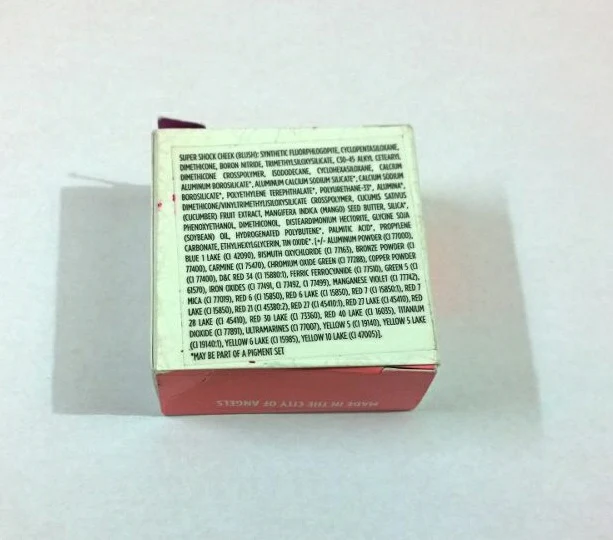 SUPER SHOCK CHEEK (BLUSH): SYNTHETIC FLUORPHLOGOPITE, CYCLOPENTASILOXANE,
DIMETHICONE, BORON NITRIDE, TRIMETHYLSILOXYSILICATE, C30-45 ALKYL CETEARYL
DIMETHICONE CROSSPOLYMER, ISODODECANE, CYCLOHEXASILOXANE, CALCIUM
ALUMINUM BOROSILICATE*, ALUMINUM CALCIUM SODIUM SILICATE*, CALCIUM SODIUM
BOROSILICATE*, POLYETHYLENE TEREPHTHALATE*, POLYURETHANE-33*, ALUMINA*,
DIMETHICONE/VINYLTRIMETHYLSILOXYSILICATE CROSSPOLYMER, CUCUMIS SATIVUS
(CUCUMBER) FRUIT EXTRACT, MANGIFERA INDICA (MANGO) SEED BUTTER, SILICA*,
PHENOXYETHANOL, DIMETHICONOL, DISTEARDIMONIUM HECTORITE, GLYCINE SOJA
(SOYBEAN) OIL, HYDROGENATED POLYBUTENE*, PALMITIC ACID*, PROPYLENE
CARBONATE, ETHYLHEXYLGLYCERIN, TIN OXIDE*. [+/- ALUMINUM POWDER (CI 77000),
BLUE 1 LAKE (CI 42090), BISMUTH OXYCHLORIDE (CI 77163), BRONZE POWDER (CI
77400), CARMINE (CI 75470), CHROMIUM OXIDE GREEN (CI 77288), COPPER POWDER
(CI 77400), D&C RED 34 (CI 15880:1), FERRIC FERROCYANIDE (CI 77510), GREEN 5 (CI
61570), IRON OXIDES (CI 77491, CI 77492, CI 77499), MANGANESE VIOLET (CI 77742),
MICA (CI 77019), RED 6 (CI 15850), RED 6 LAKE (CI 15850), RED 7 (CI 15850:1), RED 7
LAKE (CI 15850), RED 21 (CI 45380:2), RED 27 (CI 45410:1), RED 27 LAKE (CI 45410), RED
28 LAKE (CI 45410), RED 30 LAKE (CI 73360), RED 40 LAKE (CI 16035), TITANIUM
DIOXIDE (CI 77891), ULTRAMARINES (CI 77007), YELLOW 5 (CI 19140), YELLOW 5 LAKE
(CI 19140:1), YELLOW 6 LAKE (CI 15985), YELLOW 10 LAKE (CI 47005)].
*MAY BE PART OF A PIGMENT SET
MADE IN THE CITY OF ANGELS